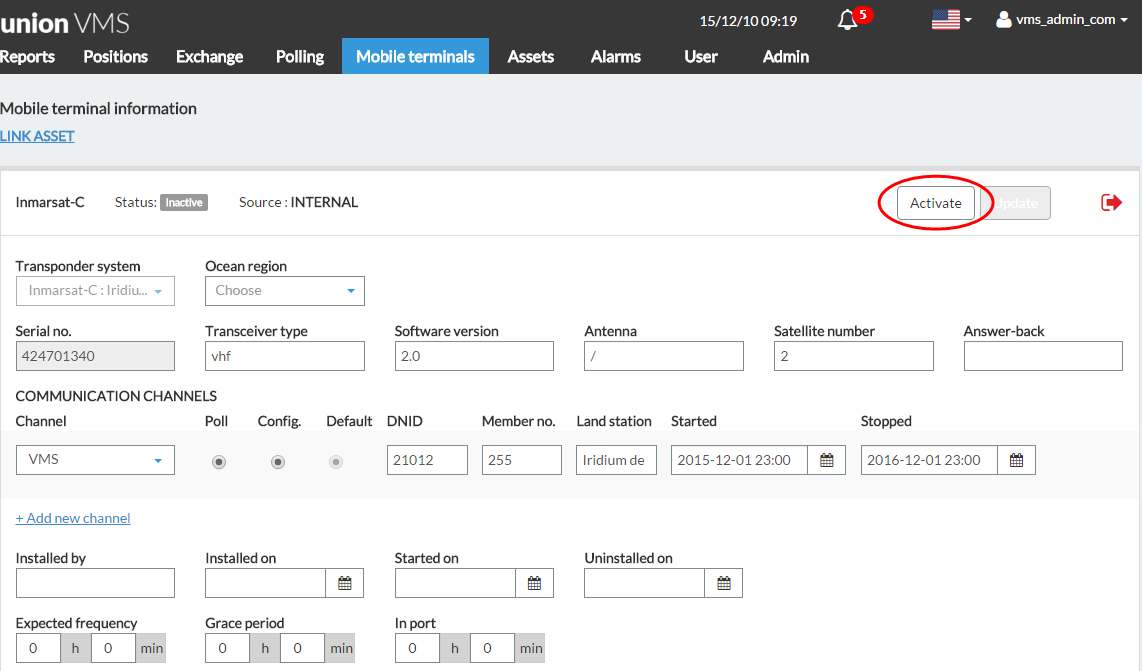 union VMS 15/12/10 09:19 5 vms_admin_com
Reports Positions Exchange Polling Mobile terminals Assets Alarms User Admin
Mobile terminal information
LINK ASSET
Inmarsat-C Status: Inactive Source : INTERNAL Activate Update
Transponder system Ocean region
Inmarsat-C : Iridiu... Choose
Serial no. Transceiver type Software version Antenna Satellite number Answer-back
424701340 vhf 2.0 / 2
COMMUNICATION CHANNELS
Channel Poll Config. Default DNID Member no. Land station Started Stopped
VMS 21012 255 Iridium de 2015-12-01 23:00 2016-12-01 23:00
+ Add new channel
Installed by Installed on Started on Uninstalled on
Expected frequency Grace period In port
0 h 0 min 0 h 0 min 0 h 0 min